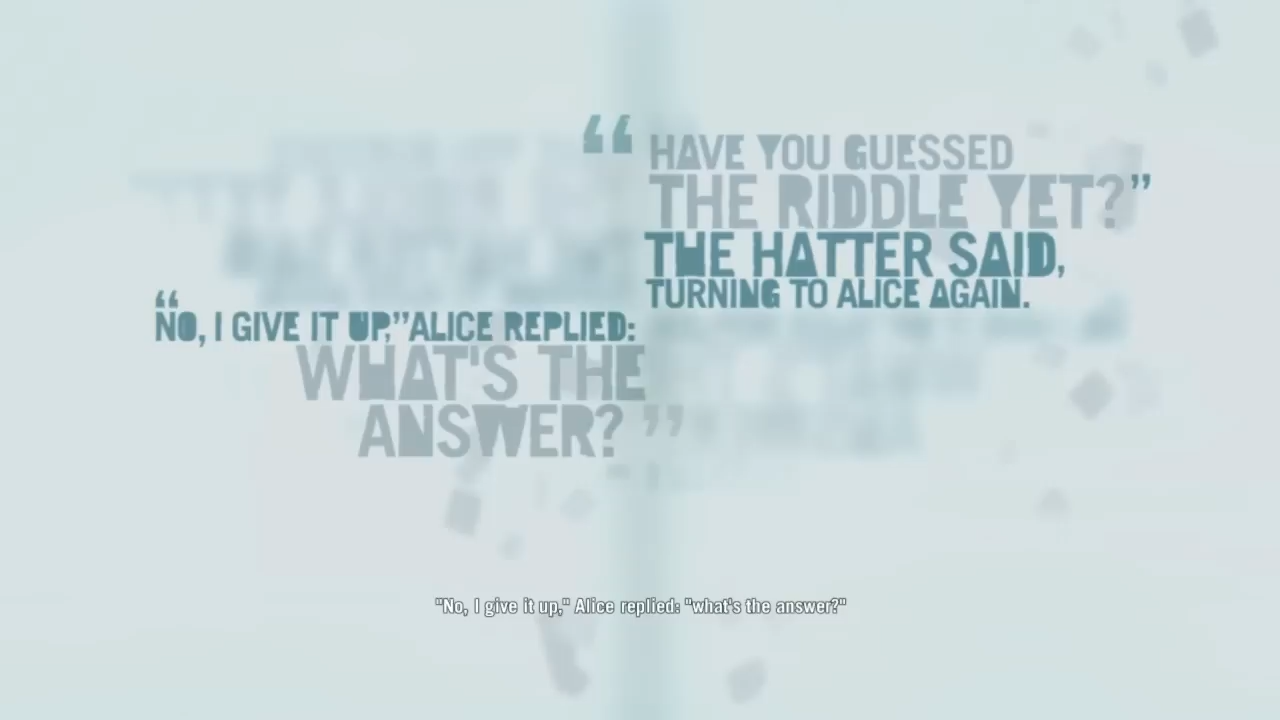 “HAVE YOU GUESSED
THE RIDDLE YET?”
THE HATTER SAID,
TURNING TO ALICE AGAIN.
“NO, I GIVE IT UP,”ALICE REPLIED:
WHAT'S THE
ANSWER?”
"No, I give it up," Alice replied: "what's the answer?"